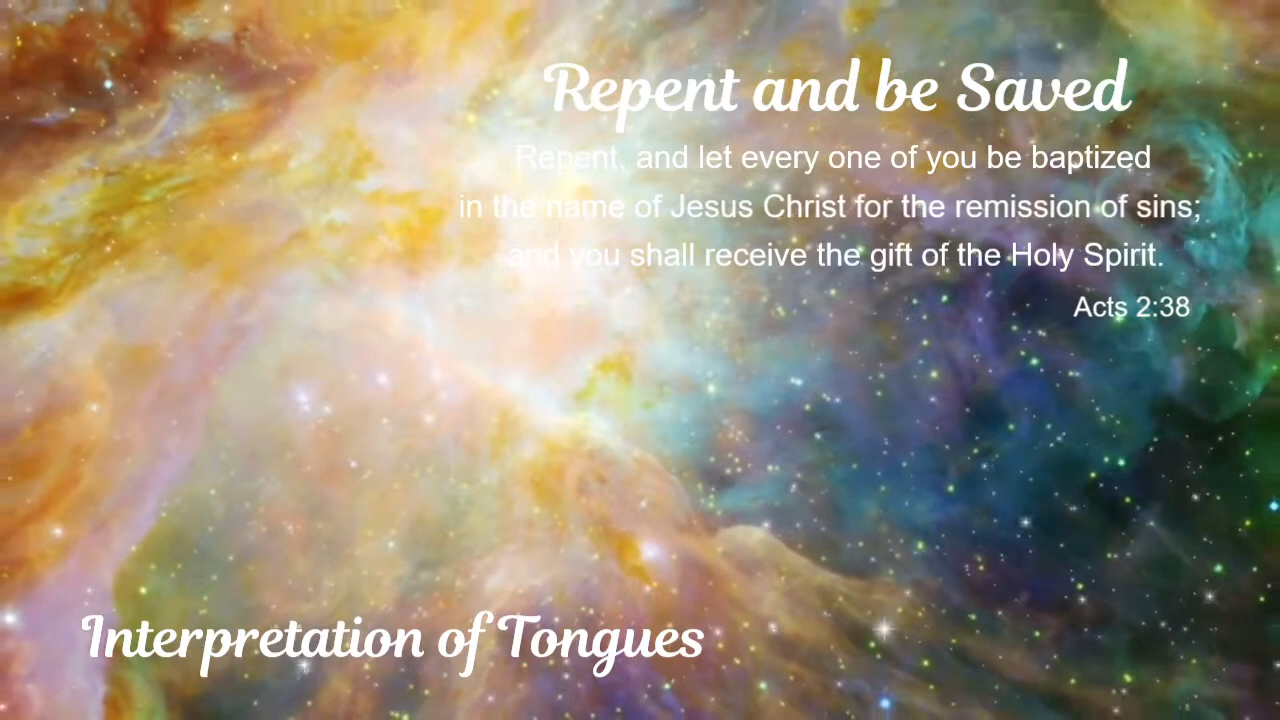 Repent and be Saved
Repent, and let every one of you be baptized
in the name of Jesus Christ for the remission of sins;
and you shall receive the gift of the Holy Spirit.
Acts 2:38
Interpretation of Tongues